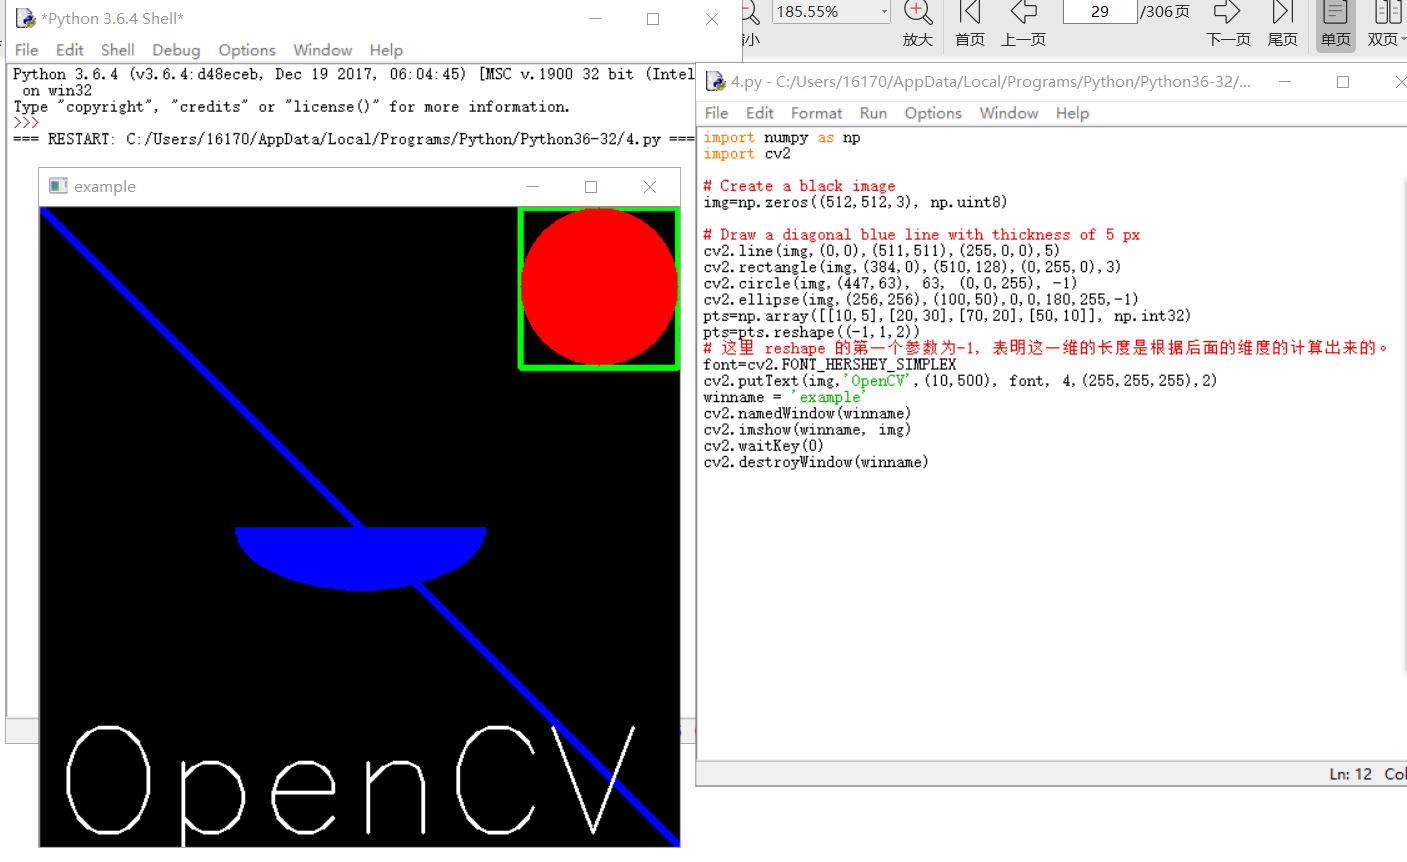 *Python 3.6.4 Shell*
File Edit Shell Debug Options Window Help
Python 3.6.4 (v3.6.4:d48eceb, Dec 19 2017, 06:04:45) [MSC v.1900 32 bit (Intel
on win32
Type "copyright", "credits" or "license()" for more information.
>>>
=== RESTART: C:/Users/16170/AppData/Local/Programs/Python/Python36-32/4.py ===
example
OpenCV
185.55%
29 /306页
小 放大 首页 上一页 下一页 尾页 单页 双页
4.py - C:/Users/16170/AppData/Local/Programs/Python/Python36-32/...
File Edit Format Run Options Window Help
import numpy as np
import cv2
# Create a black image
img=np.zeros((512,512,3), np.uint8)
# Draw a diagonal blue line with thickness of 5 px
cv2.line(img,(0,0),(511,511),(255,0,0),5)
cv2.rectangle(img,(384,0),(510,128),(0,255,0),3)
cv2.circle(img,(447,63), 63, (0,0,255), -1)
cv2.ellipse(img,(256,256),(100,50),0,0,180,255,-1)
pts=np.array([[10,5],[20,30],[70,20],[50,10]], np.int32)
pts=pts.reshape((-1,1,2))
# 这里 reshape 的第一个参数为-1, 表明这一维的长度是根据后面的维度的计算出来的。
font=cv2.FONT_HERSHEY_SIMPLEX
cv2.putText(img,'OpenCV',(10,500), font, 4,(255,255,255),2)
winname = 'example'
cv2.namedWindow(winname)
cv2.imshow(winname, img)
cv2.waitKey(0)
cv2.destroyWindow(winname)
Ln: 12 Col